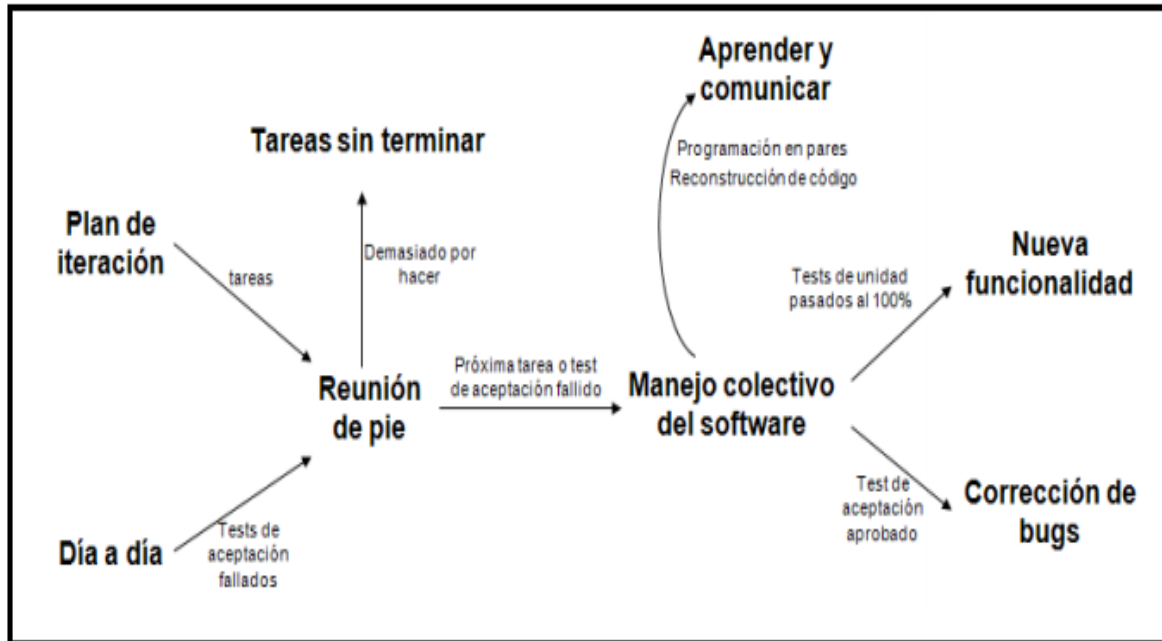 Aprender y
comunicar
Tareas sin terminar
Programación en pares
Reconstrucción de código
Plan de
iteración
tareas
Demasiado por
hacer
Nueva
funcionalidad
Tests de unidad
pasados al 100%
Reunión
de pie
Próxima tarea o test
de aceptación fallido
Manejo colectivo
del software
Día a día
Tests de
aceptación
fallados
Test de
aceptación
aprobado
Corrección de
bugs